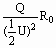 Q
(1/2 U)² R₀